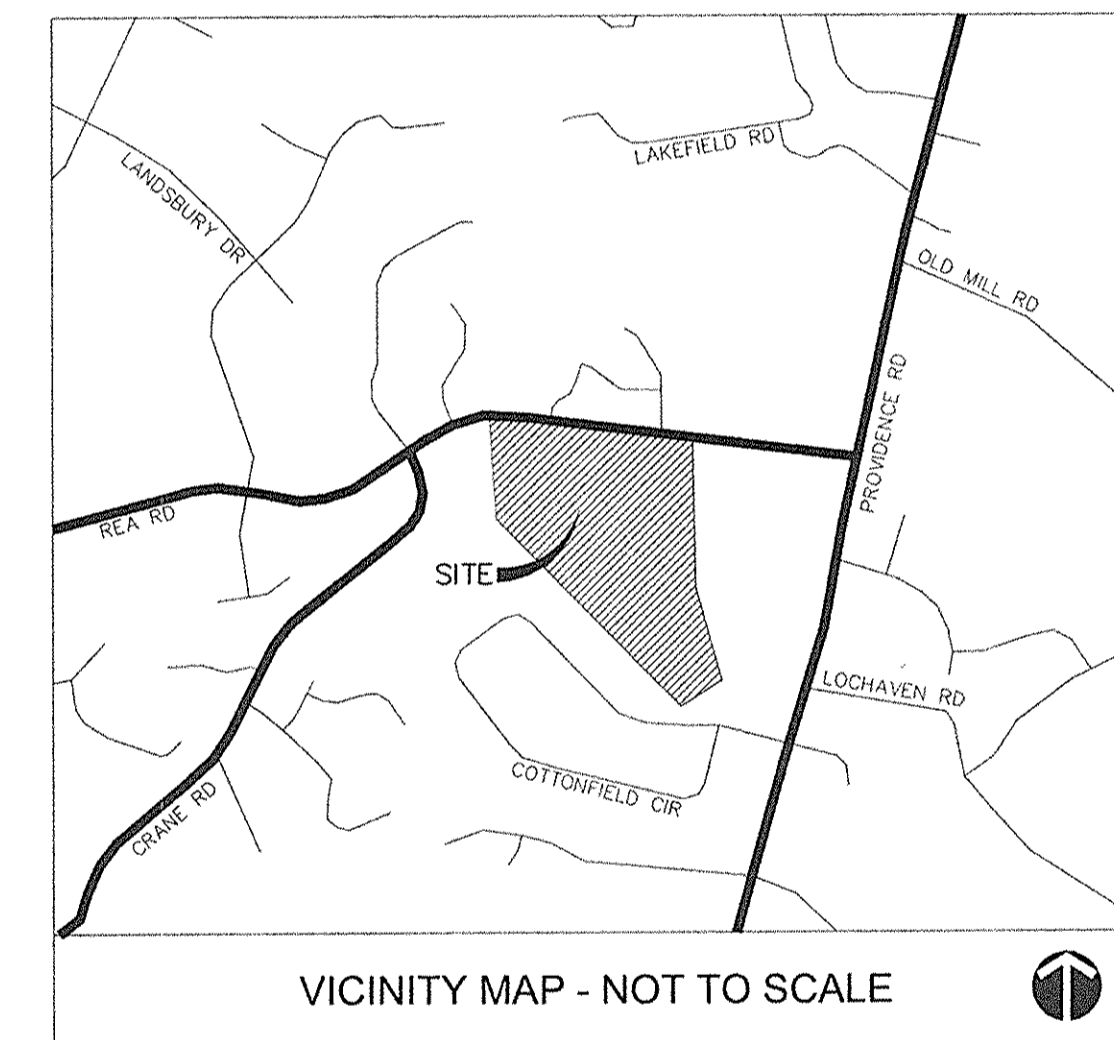 LAKEFIELD RD
LANDSBURY DR
OLD MILL RD
PROVIDENCE RD
REA RD
SITE
LOCHAVEN RD
COTTONFIELD CIR
CRANE RD
VICINITY MAP - NOT TO SCALE